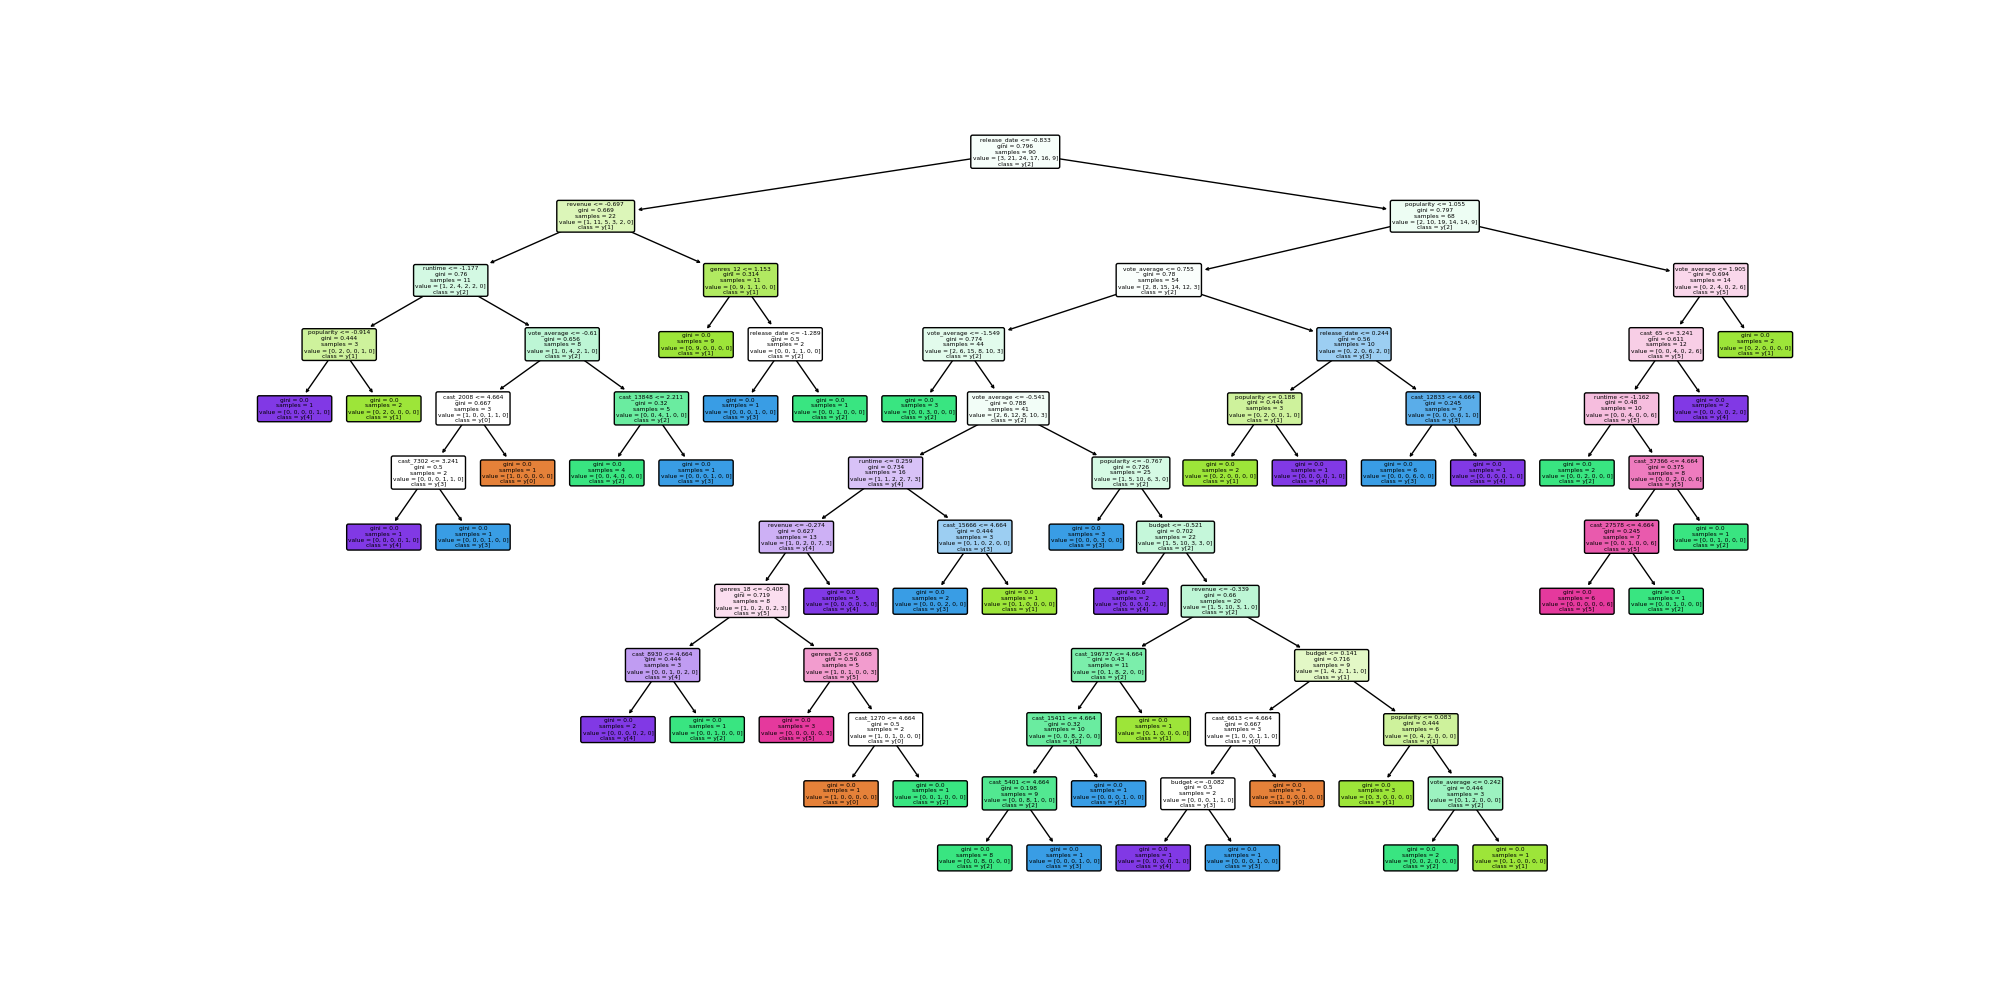 release_date <= -0.833
gini = 0.796
samples = 90
value = [3, 21, 24, 17, 16, 9]
class = y[2]
revenue <= -0.697
gini = 0.669
samples = 22
value = [1, 11, 5, 3, 2, 0]
class = y[1]
popularity <= 1.055
gini = 0.797
samples = 68
value = [2, 10, 19, 14, 14, 9]
class = y[2]
runtime <= -1.177
gini = 0.76
samples = 11
value = [1, 2, 4, 2, 2, 0]
class = y[2]
genres_12 <= 1.153
gini = 0.314
samples = 11
value = [0, 9, 1, 1, 0, 0]
class = y[1]
vote_average <= 0.755
gini = 0.78
samples = 54
value = [2, 8, 15, 14, 12, 3]
class = y[2]
vote_average <= 1.905
gini = 0.694
samples = 14
value = [0, 2, 4, 0, 2, 6]
class = y[5]
popularity <= -0.914
gini = 0.444
samples = 3
value = [0, 2, 0, 0, 1, 0]
class = y[1]
vote_average <= -0.61
gini = 0.656
samples = 8
value = [1, 0, 4, 2, 1, 0]
class = y[2]
gini = 0.0
samples = 9
value = [0, 9, 0, 0, 0, 0]
class = y[1]
release_date <= -1.289
gini = 0.5
samples = 2
value = [0, 0, 1, 1, 0, 0]
class = y[2]
vote_average <= -1.549
gini = 0.774
samples = 44
value = [2, 6, 15, 8, 10, 3]
class = y[2]
release_date <= 0.244
gini = 0.56
samples = 10
value = [0, 2, 0, 6, 2, 0]
class = y[3]
cast_65 <= 3.241
gini = 0.611
samples = 12
value = [0, 0, 4, 0, 2, 6]
class = y[5]
gini = 0.0
samples = 2
value = [0, 2, 0, 0, 0, 0]
class = y[1]
gini = 0.0
samples = 1
value = [0, 0, 0, 0, 1, 0]
class = y[4]
gini = 0.0
samples = 2
value = [0, 2, 0, 0, 0, 0]
class = y[1]
cast_2008 <= 4.664
gini = 0.667
samples = 3
value = [1, 0, 0, 1, 1, 0]
class = y[0]
cast_13848 <= 2.211
gini = 0.32
samples = 5
value = [0, 0, 4, 1, 0, 0]
class = y[2]
gini = 0.0
samples = 1
value = [0, 0, 0, 1, 0, 0]
class = y[3]
gini = 0.0
samples = 1
value = [0, 0, 1, 0, 0, 0]
class = y[2]
gini = 0.0
samples = 3
value = [0, 0, 3, 0, 0, 0]
class = y[2]
vote_average <= -0.541
gini = 0.788
samples = 41
value = [2, 6, 12, 8, 10, 3]
class = y[2]
popularity <= 0.188
gini = 0.444
samples = 3
value = [0, 2, 0, 0, 1, 0]
class = y[1]
cast_12833 <= 4.664
gini = 0.245
samples = 7
value = [0, 0, 0, 6, 1, 0]
class = y[3]
runtime <= -1.162
gini = 0.48
samples = 10
value = [0, 0, 4, 0, 0, 6]
class = y[5]
gini = 0.0
samples = 2
value = [0, 0, 0, 0, 2, 0]
class = y[4]
cast_7302 <= 3.241
gini = 0.5
samples = 2
value = [0, 0, 0, 1, 1, 0]
class = y[3]
gini = 0.0
samples = 1
value = [1, 0, 0, 0, 0, 0]
class = y[0]
gini = 0.0
samples = 4
value = [0, 0, 4, 0, 0, 0]
class = y[2]
gini = 0.0
samples = 1
value = [0, 0, 0, 1, 0, 0]
class = y[3]
runtime <= 0.259
gini = 0.734
samples = 16
value = [1, 1, 2, 2, 7, 3]
class = y[4]
popularity <= -0.767
gini = 0.726
samples = 25
value = [1, 5, 10, 6, 3, 0]
class = y[2]
gini = 0.0
samples = 2
value = [0, 2, 0, 0, 0, 0]
class = y[1]
gini = 0.0
samples = 1
value = [0, 0, 0, 0, 1, 0]
class = y[4]
gini = 0.0
samples = 6
value = [0, 0, 0, 6, 0, 0]
class = y[3]
gini = 0.0
samples = 1
value = [0, 0, 0, 0, 1, 0]
class = y[4]
gini = 0.0
samples = 2
value = [0, 0, 2, 0, 0, 0]
class = y[2]
cast_37366 <= 4.664
gini = 0.375
samples = 8
value = [0, 0, 2, 0, 0, 6]
class = y[5]
gini = 0.0
samples = 1
value = [0, 0, 0, 0, 1, 0]
class = y[4]
gini = 0.0
samples = 1
value = [0, 0, 0, 1, 0, 0]
class = y[3]
revenue <= -0.274
gini = 0.627
samples = 13
value = [1, 0, 2, 0, 7, 3]
class = y[4]
cast_15666 <= 4.664
gini = 0.444
samples = 3
value = [0, 1, 0, 2, 0, 0]
class = y[3]
gini = 0.0
samples = 3
value = [0, 0, 0, 3, 0, 0]
class = y[3]
budget <= -0.521
gini = 0.702
samples = 22
value = [1, 5, 10, 3, 3, 0]
class = y[2]
cast_27578 <= 4.664
gini = 0.245
samples = 7
value = [0, 0, 1, 0, 0, 6]
class = y[5]
gini = 0.0
samples = 1
value = [0, 0, 1, 0, 0, 0]
class = y[2]
genres_18 <= -0.408
gini = 0.719
samples = 8
value = [1, 0, 2, 0, 2, 3]
class = y[5]
gini = 0.0
samples = 5
value = [0, 0, 0, 0, 5, 0]
class = y[4]
gini = 0.0
samples = 2
value = [0, 0, 0, 2, 0, 0]
class = y[3]
gini = 0.0
samples = 1
value = [0, 1, 0, 0, 0, 0]
class = y[1]
gini = 0.0
samples = 2
value = [0, 0, 0, 0, 2, 0]
class = y[4]
revenue <= -0.339
gini = 0.66
samples = 20
value = [1, 5, 10, 3, 1, 0]
class = y[2]
gini = 0.0
samples = 6
value = [0, 0, 0, 0, 0, 6]
class = y[5]
gini = 0.0
samples = 1
value = [0, 0, 1, 0, 0, 0]
class = y[2]
cast_8930 <= 4.664
gini = 0.444
samples = 3
value = [0, 0, 1, 0, 2, 0]
class = y[4]
genres_53 <= 0.668
gini = 0.56
samples = 5
value = [1, 0, 1, 0, 0, 3]
class = y[5]
cast_196737 <= 4.664
gini = 0.43
samples = 11
value = [0, 1, 8, 2, 0, 0]
class = y[2]
budget <= 0.141
gini = 0.716
samples = 9
value = [1, 4, 2, 1, 1, 0]
class = y[1]
gini = 0.0
samples = 2
value = [0, 0, 0, 0, 2, 0]
class = y[4]
gini = 0.0
samples = 1
value = [0, 0, 1, 0, 0, 0]
class = y[2]
gini = 0.0
samples = 3
value = [0, 0, 0, 0, 0, 3]
class = y[5]
cast_1270 <= 4.664
gini = 0.5
samples = 2
value = [1, 0, 1, 0, 0, 0]
class = y[0]
cast_15411 <= 4.664
gini = 0.32
samples = 10
value = [0, 0, 8, 2, 0, 0]
class = y[2]
gini = 0.0
samples = 1
value = [0, 1, 0, 0, 0, 0]
class = y[1]
cast_6613 <= 4.664
gini = 0.667
samples = 3
value = [1, 0, 0, 1, 1, 0]
class = y[0]
popularity <= 0.083
gini = 0.444
samples = 6
value = [0, 4, 2, 0, 0, 0]
class = y[1]
gini = 0.0
samples = 1
value = [1, 0, 0, 0, 0, 0]
class = y[0]
gini = 0.0
samples = 1
value = [0, 0, 1, 0, 0, 0]
class = y[2]
cast_5401 <= 4.664
gini = 0.198
samples = 9
value = [0, 0, 8, 1, 0, 0]
class = y[2]
gini = 0.0
samples = 1
value = [0, 0, 0, 1, 0, 0]
class = y[3]
budget <= -0.082
gini = 0.5
samples = 2
value = [0, 0, 0, 1, 1, 0]
class = y[3]
gini = 0.0
samples = 1
value = [1, 0, 0, 0, 0, 0]
class = y[0]
gini = 0.0
samples = 3
value = [0, 3, 0, 0, 0, 0]
class = y[1]
vote_average <= 0.242
gini = 0.444
samples = 3
value = [0, 1, 2, 0, 0, 0]
class = y[2]
gini = 0.0
samples = 8
value = [0, 0, 8, 0, 0, 0]
class = y[2]
gini = 0.0
samples = 1
value = [0, 0, 0, 1, 0, 0]
class = y[3]
gini = 0.0
samples = 1
value = [0, 0, 0, 0, 1, 0]
class = y[4]
gini = 0.0
samples = 1
value = [0, 0, 0, 1, 0, 0]
class = y[3]
gini = 0.0
samples = 2
value = [0, 0, 2, 0, 0, 0]
class = y[2]
gini = 0.0
samples = 1
value = [0, 1, 0, 0, 0, 0]
class = y[1]